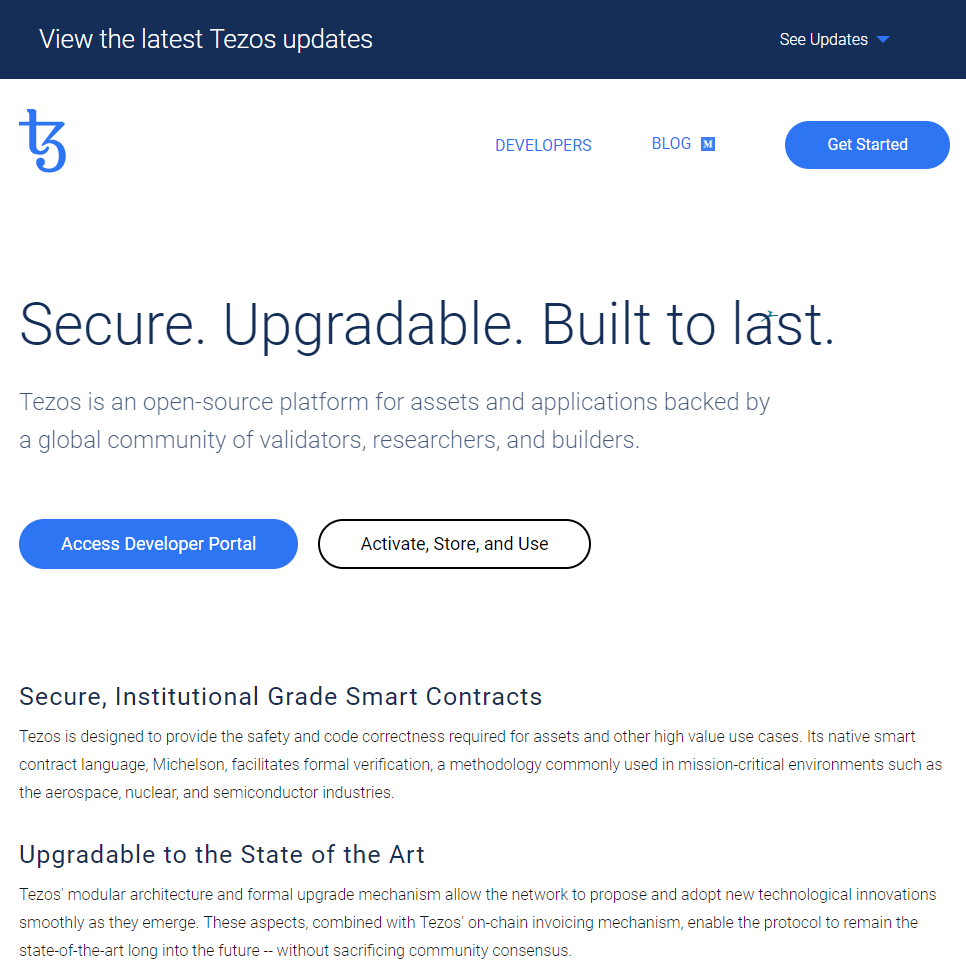 View the latest Tezos updates
See Updates
DEVELOPERS
BLOG M
Get Started
Secure. Upgradable. Built to last.
Tezos is an open-source platform for assets and applications backed by
a global community of validators, researchers, and builders.
Access Developer Portal
Activate, Store, and Use
Secure, Institutional Grade Smart Contracts
Tezos is designed to provide the safety and code correctness required for assets and other high value use cases. Its native smart
contract language, Michelson, facilitates formal verification, a methodology commonly used in mission-critical environments such as
the aerospace, nuclear, and semiconductor industries.
Upgradable to the State of the Art
Tezos' modular architecture and formal upgrade mechanism allow the network to propose and adopt new technological innovations
smoothly as they emerge. These aspects, combined with Tezos' on-chain invoicing mechanism, enable the protocol to remain the
state-of-the-art long into the future -- without sacrificing community consensus.